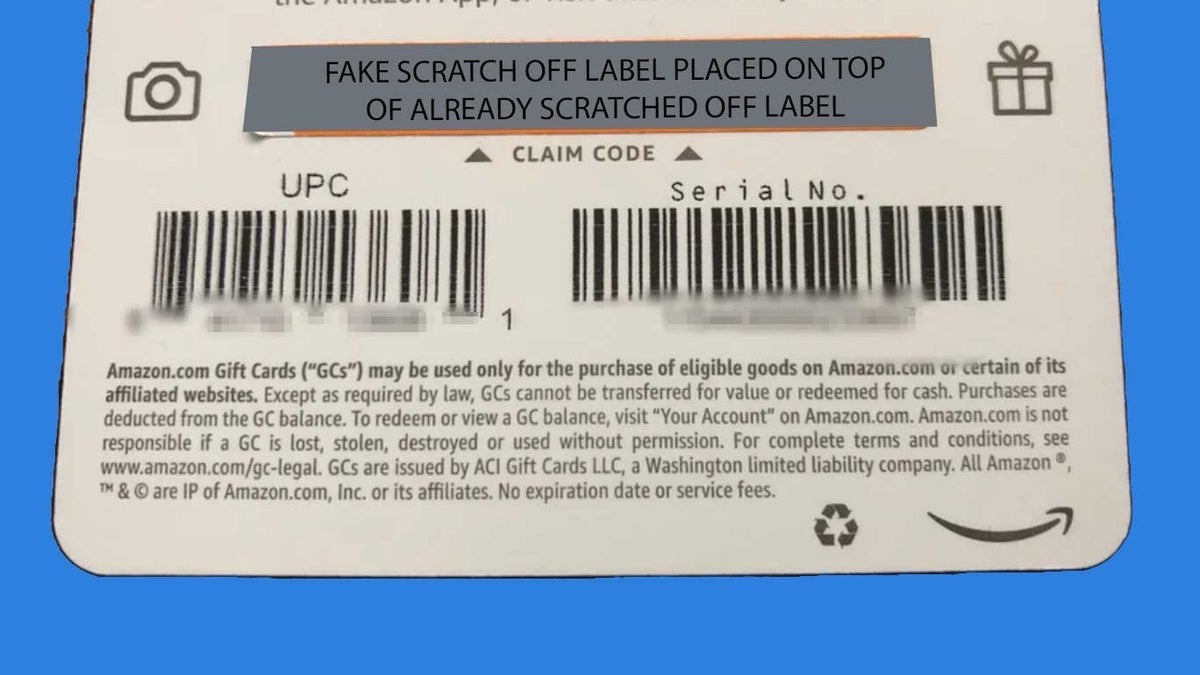 FAKE SCRATCH OFF LABEL PLACED ON TOP
OF ALREADY SCRATCHED OFF LABEL
CLAIM CODE
UPC
Serial No.
1
Amazon.com Gift Cards (“GCs”) may be used only for the purchase of eligible goods on Amazon.com or certain of its
affiliated websites. Except as required by law, GCs cannot be transferred for value or redeemed for cash. Purchases are
deducted from the GC balance. To redeem or view a GC balance, visit “Your Account” on Amazon.com. Amazon.com is not
responsible if a GC is lost, stolen, destroyed or used without permission. For complete terms and conditions, see
www.amazon.com/gc-legal. GCs are issued by ACI Gift Cards LLC, a Washington limited liability company. All Amazon ®,
™ & © are IP of Amazon.com, Inc. or its affiliates. No expiration date or service fees.